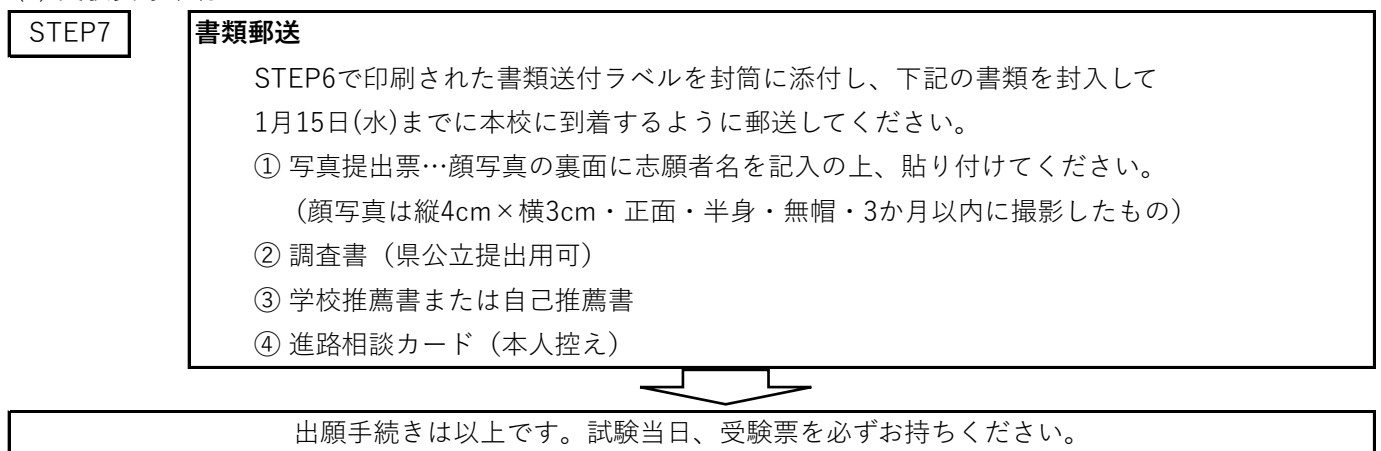 STEP7
書類郵送
STEP6で印刷された書類送付ラベルを封筒に添付し、下記の書類を封入して
1月15日(水)までに本校に到着するように郵送してください。
① 写真提出票…顔写真の裏面に志願者名を記入の上、貼り付けてください。
（顔写真は縦4cm×横3cm・正面・半身・無帽・3か月以内に撮影したもの）
② 調査書（県公立提出用可）
③ 学校推薦書または自己推薦書
④ 進路相談カード（本人控え）
出願手続きは以上です。試験当日、受験票を必ずお持ちください。